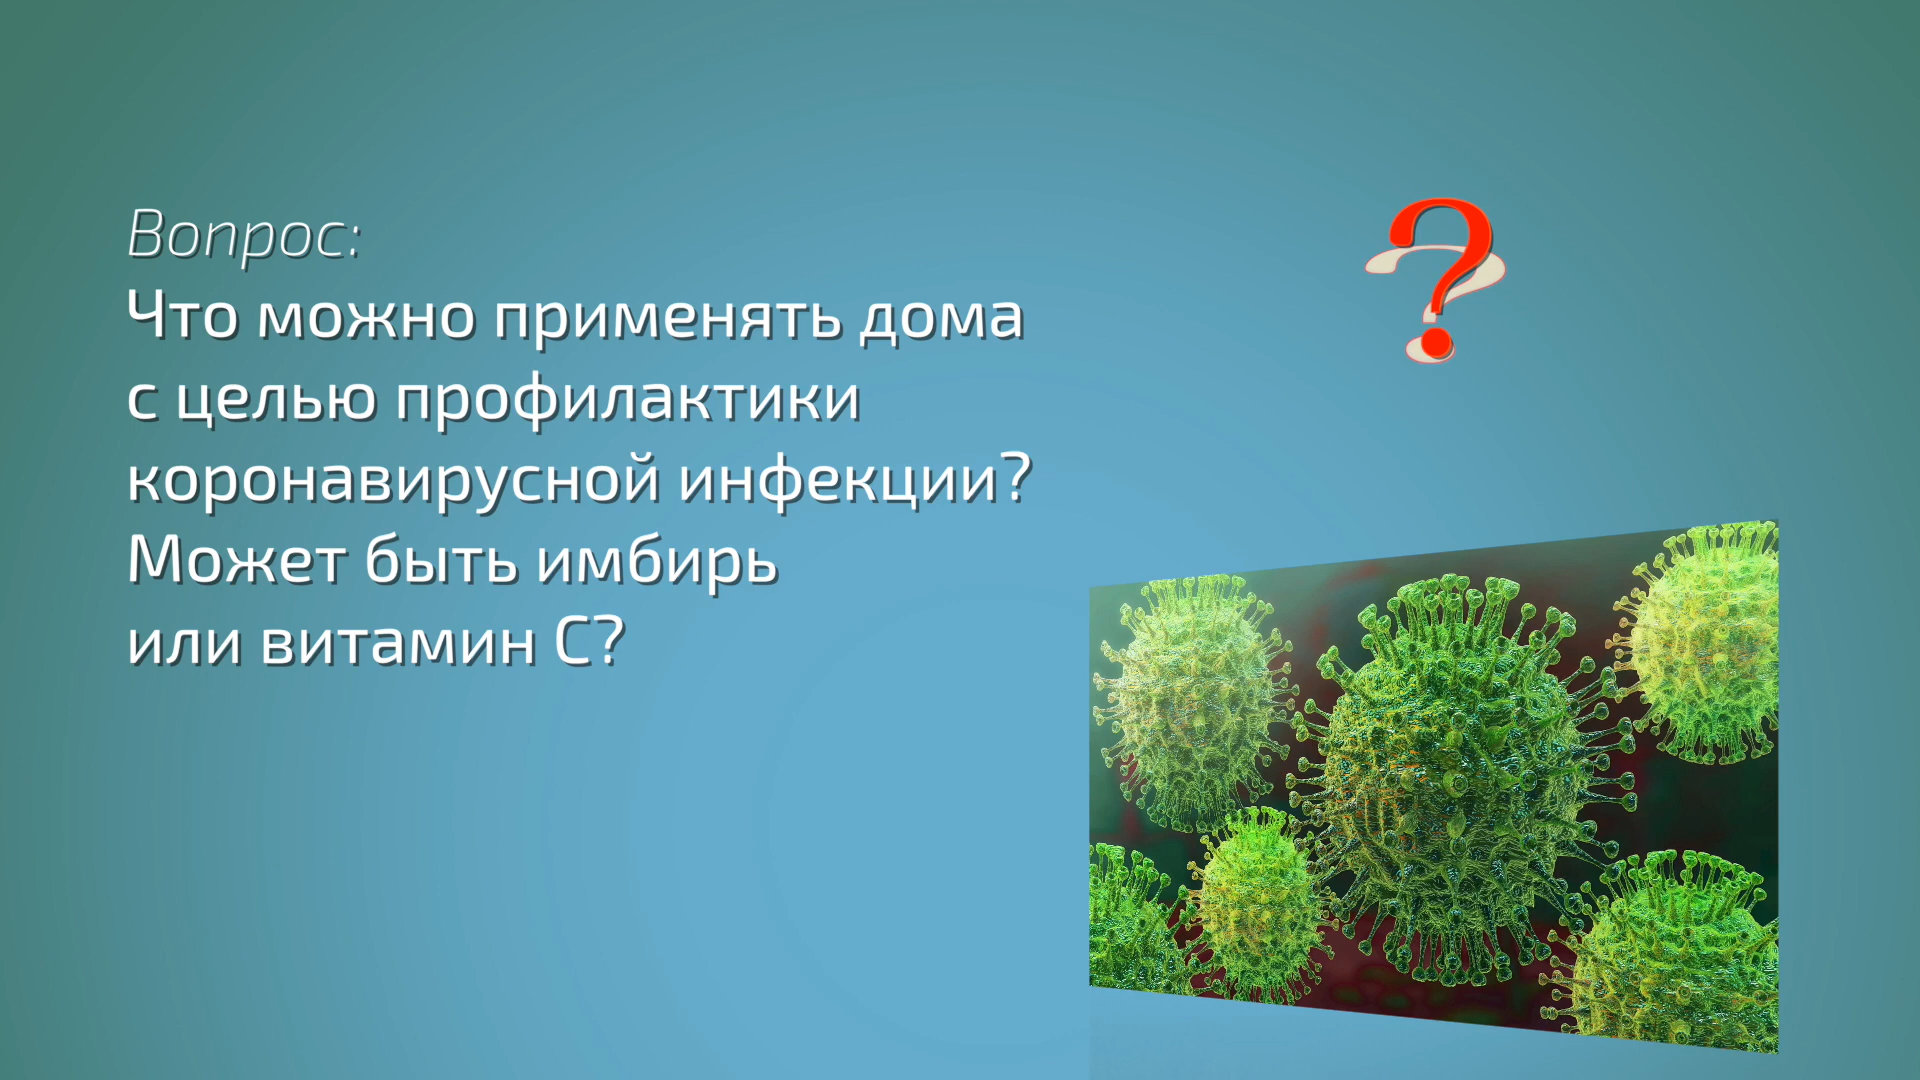 Вопрос:
Что можно применять дома
с целью профилактики
коронавирусной инфекции?
Может быть имбирь
или витамин С?
?